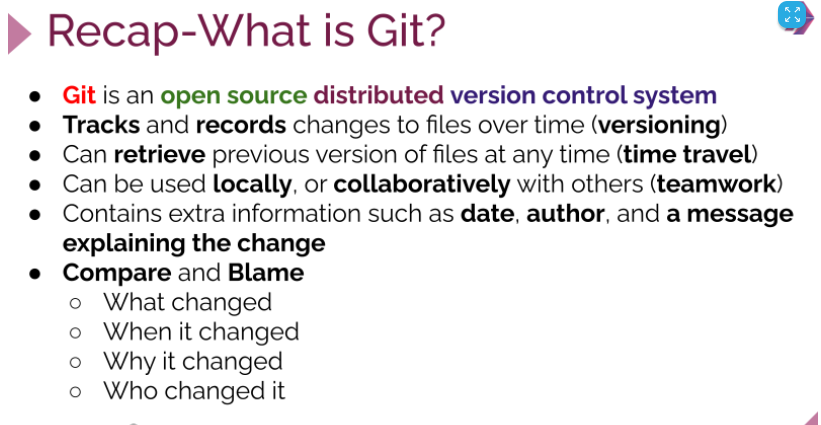 Recap-What is Git?
● Git is an open source distributed version control system
● Tracks and records changes to files over time (versioning)
● Can retrieve previous version of files at any time (time travel)
● Can be used locally, or collaboratively with others (teamwork)
● Contains extra information such as date, author, and a message
explaining the change
● Compare and Blame
○ What changed
○ When it changed
○ Why it changed
○ Who changed it